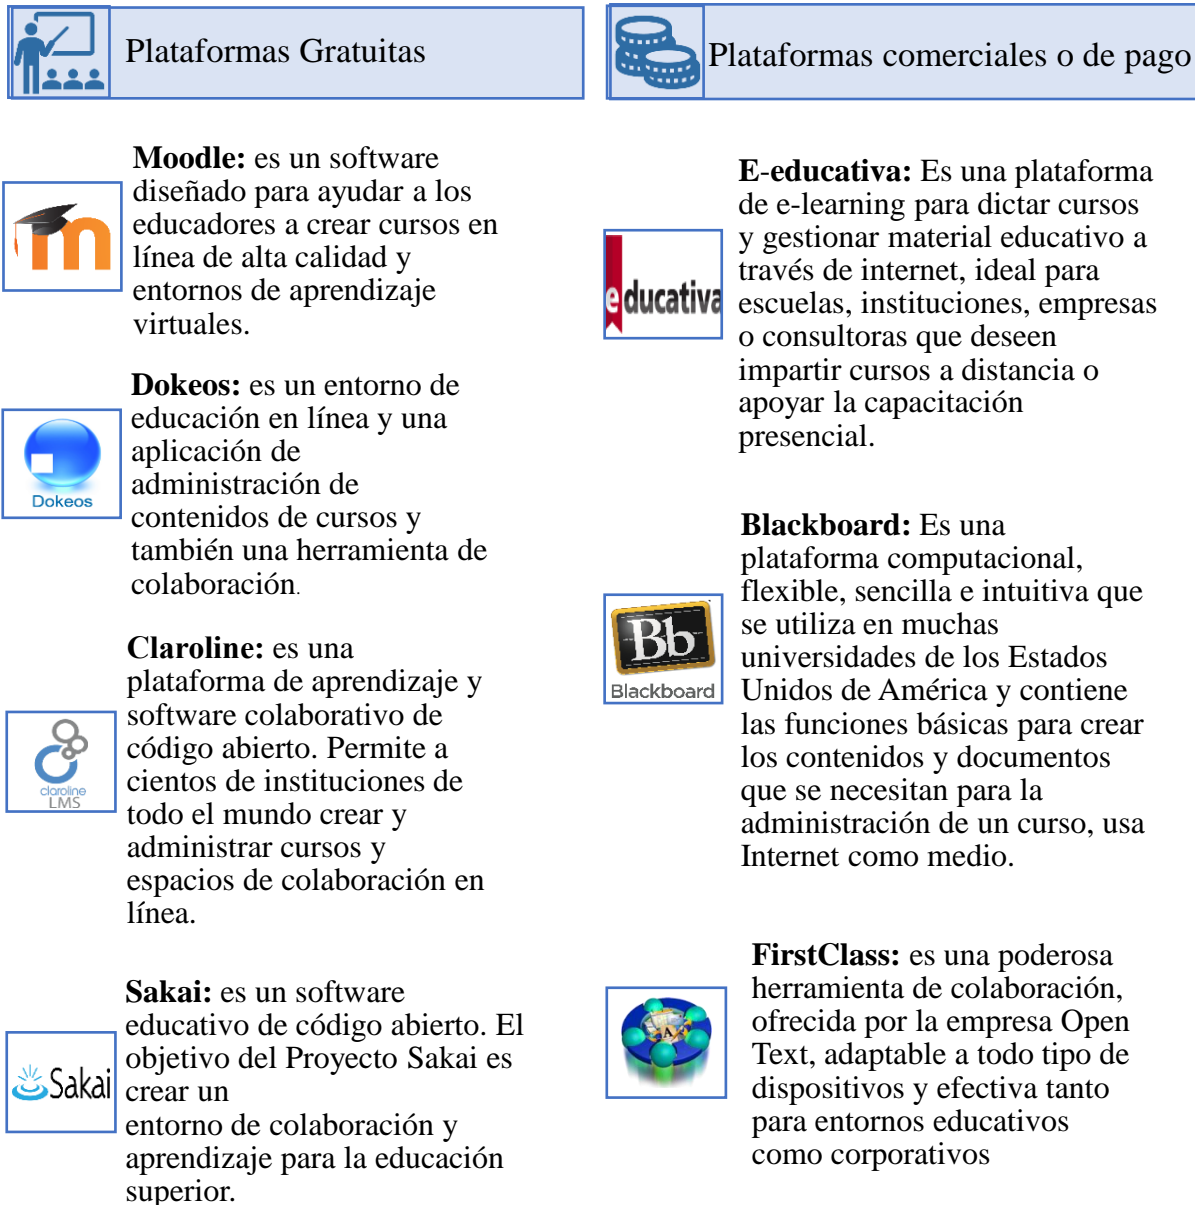 Plataformas Gratuitas
Moodle: es un software
diseñado para ayudar a los
educadores a crear cursos en
línea de alta calidad y
entornos de aprendizaje
virtuales.
m
Dokeos: es un entorno de
educación en línea y una
aplicación de
administración de
contenidos de cursos y
también una herramienta de
colaboración.
Dokeos
Claroline: es una
plataforma de aprendizaje y
software colaborativo de
código abierto. Permite a
cientos de instituciones de
todo el mundo crear y
administrar cursos y
espacios de colaboración en
línea.
claroline
LMS
Sakai: es un software
educativo de código abierto. El
objetivo del Proyecto Sakai es
crear un
entorno de colaboración y
aprendizaje para la educación
superior.
Sakai
Plataformas comerciales o de pago
E-educativa: Es una plataforma
de e-learning para dictar cursos
y gestionar material educativo a
través de internet, ideal para
escuelas, instituciones, empresas
o consultoras que deseen
impartir cursos a distancia o
apoyar la capacitación
presencial.
e ducativa
Blackboard: Es una
plataforma computacional,
flexible, sencilla e intuitiva que
se utiliza en muchas
universidades de los Estados
Unidos de América y contiene
las funciones básicas para crear
los contenidos y documentos
que se necesitan para la
administración de un curso, usa
Internet como medio.
Bb
Blackboard
FirstClass: es una poderosa
herramienta de colaboración,
ofrecida por la empresa Open
Text, adaptable a todo tipo de
dispositivos y efectiva tanto
para entornos educativos
como corporativos
A